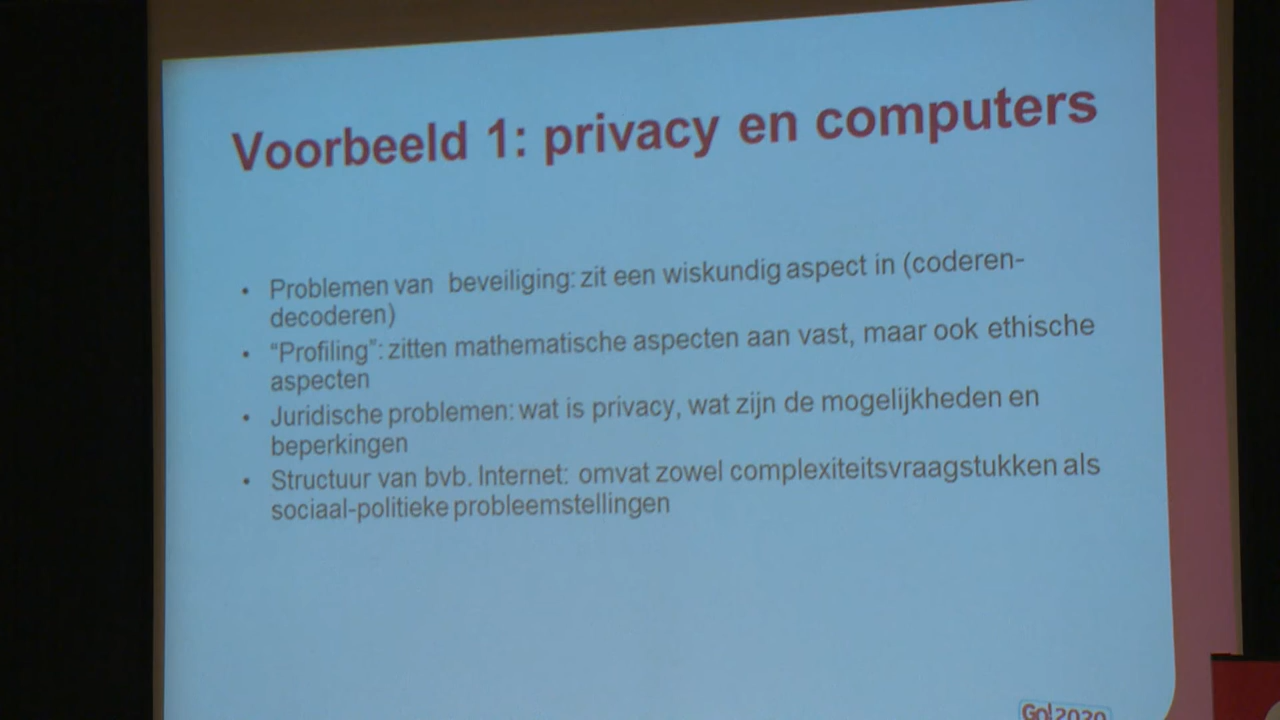 Voorbeeld 1: privacy en computers
• Problemen van beveiliging: zit een wiskundig aspect in (coderen-
decoderen)
• “Profiling”: zitten mathematische aspecten aan vast, maar ook ethische
aspecten
• Juridische problemen: wat is privacy, wat zijn de mogelijkheden en
beperkingen
• Structuur van bvb. Internet: omvat zowel complexiteitsvraagstukken als
sociaal-politieke probleemstellingen
Go!2020